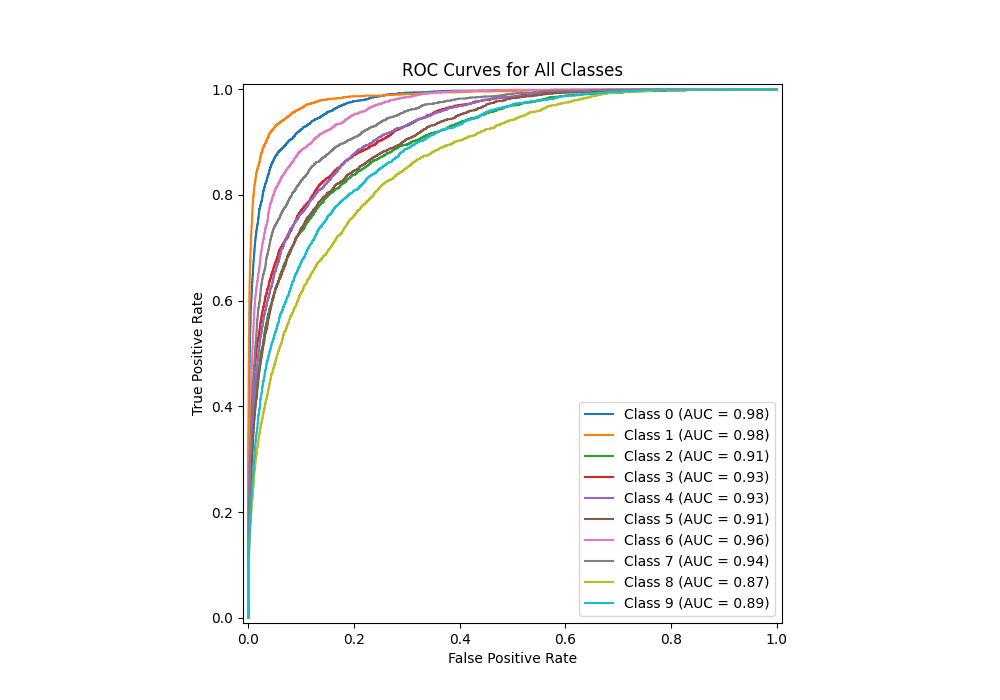 ROC Curves for All Classes
1.0
0.8
0.6
0.4
0.2
0.0
True Positive Rate
Class 0 (AUC = 0.98)
Class 1 (AUC = 0.98)
Class 2 (AUC = 0.91)
Class 3 (AUC = 0.93)
Class 4 (AUC = 0.93)
Class 5 (AUC = 0.91)
Class 6 (AUC = 0.96)
Class 7 (AUC = 0.94)
Class 8 (AUC = 0.87)
Class 9 (AUC = 0.89)
0.0 0.2 0.4 0.6 0.8 1.0
False Positive Rate